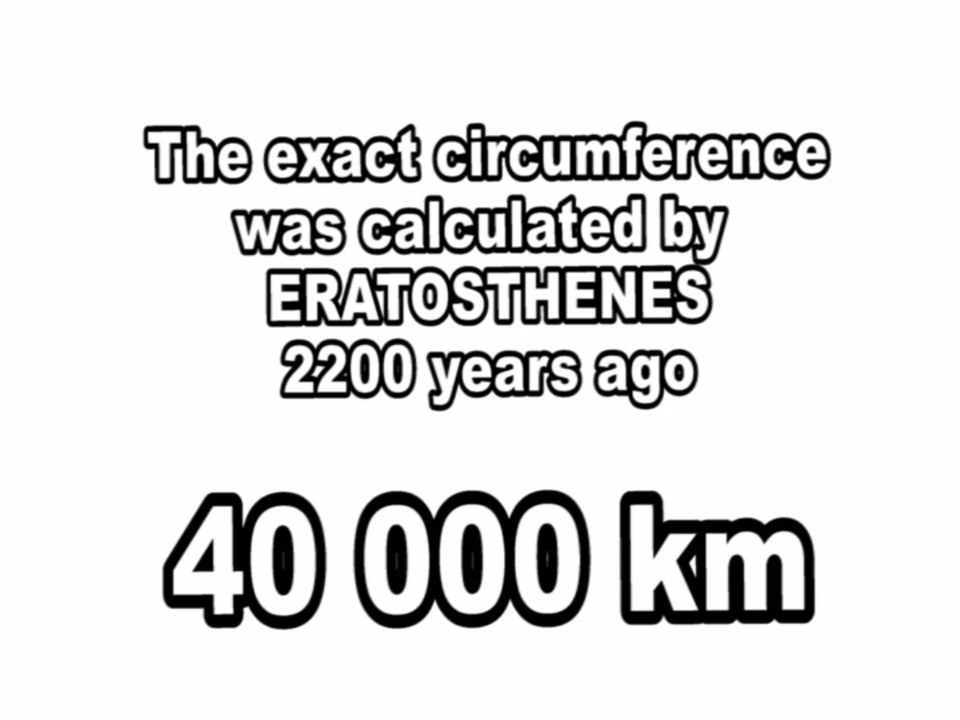 The exact circumference
was calculated by
ERATOSTHENES
2200 years ago
40 000 km